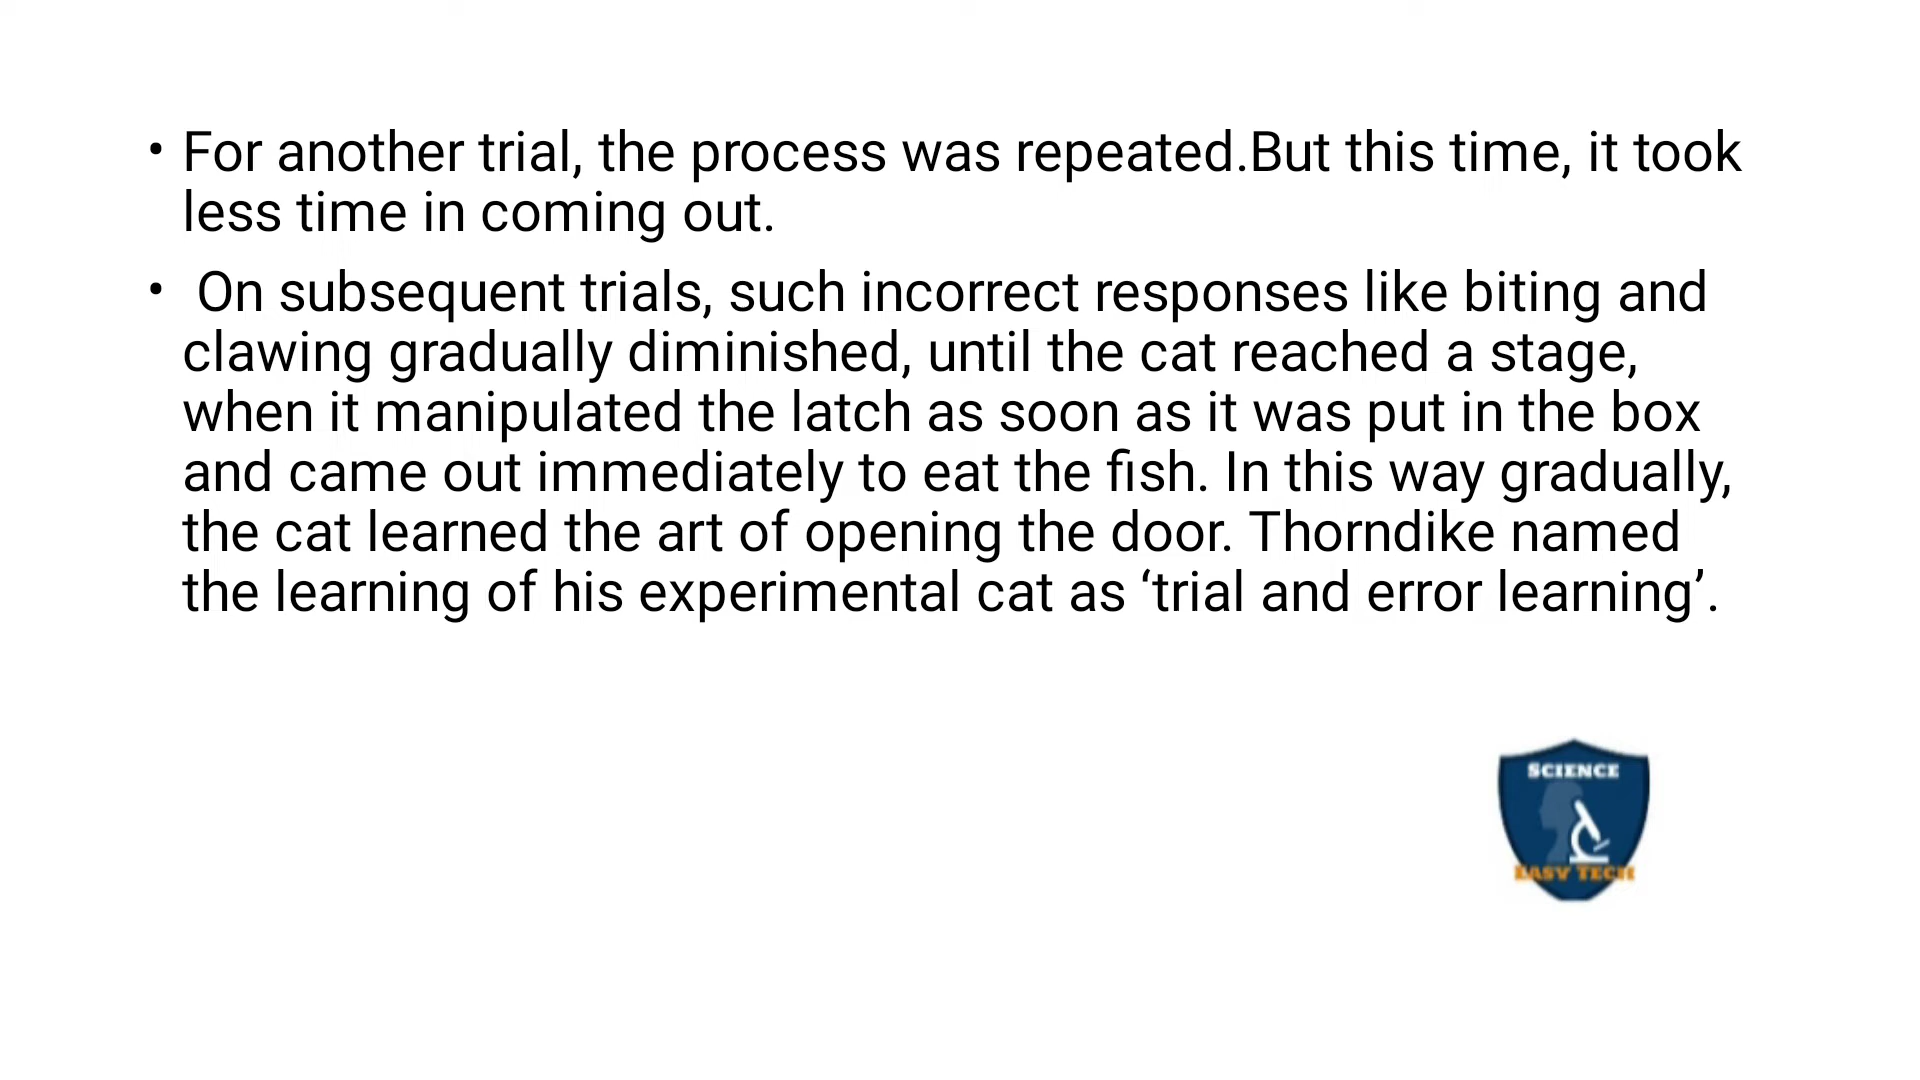 • For another trial, the process was repeated.But this time, it took
less time in coming out.
• On subsequent trials, such incorrect responses like biting and
clawing gradually diminished, until the cat reached a stage,
when it manipulated the latch as soon as it was put in the box
and came out immediately to eat the fish. In this way gradually,
the cat learned the art of opening the door. Thorndike named
the learning of his experimental cat as ‘trial and error learning’.
SCIENCE
EASY TECH